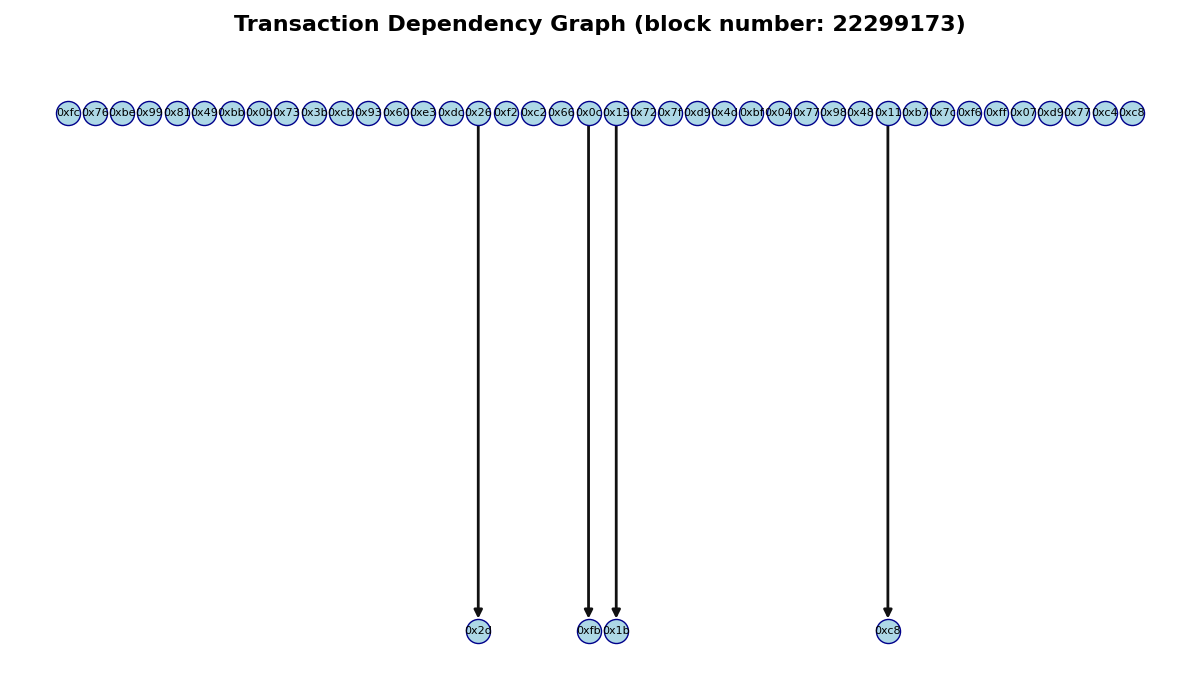 Transaction Dependency Graph (block number: 22299173)
0xfc 0x76 0xbe 0x99 0x81 0x49 0xbb 0x0b 0x73 0x3b 0xcb 0x93 0x60 0xe3 0xdc 0x26 0xf2 0xc2 0x66 0x0c 0x15 0x72 0x7f 0xd9 0x4c 0xbf 0x04 0x77 0x98 0x48 0x11 0xb7 0x7c 0xf6 0xff 0x07 0xd9 0x77 0xc4 0xc8
0x2d 0xfb 0x1b 0xc8